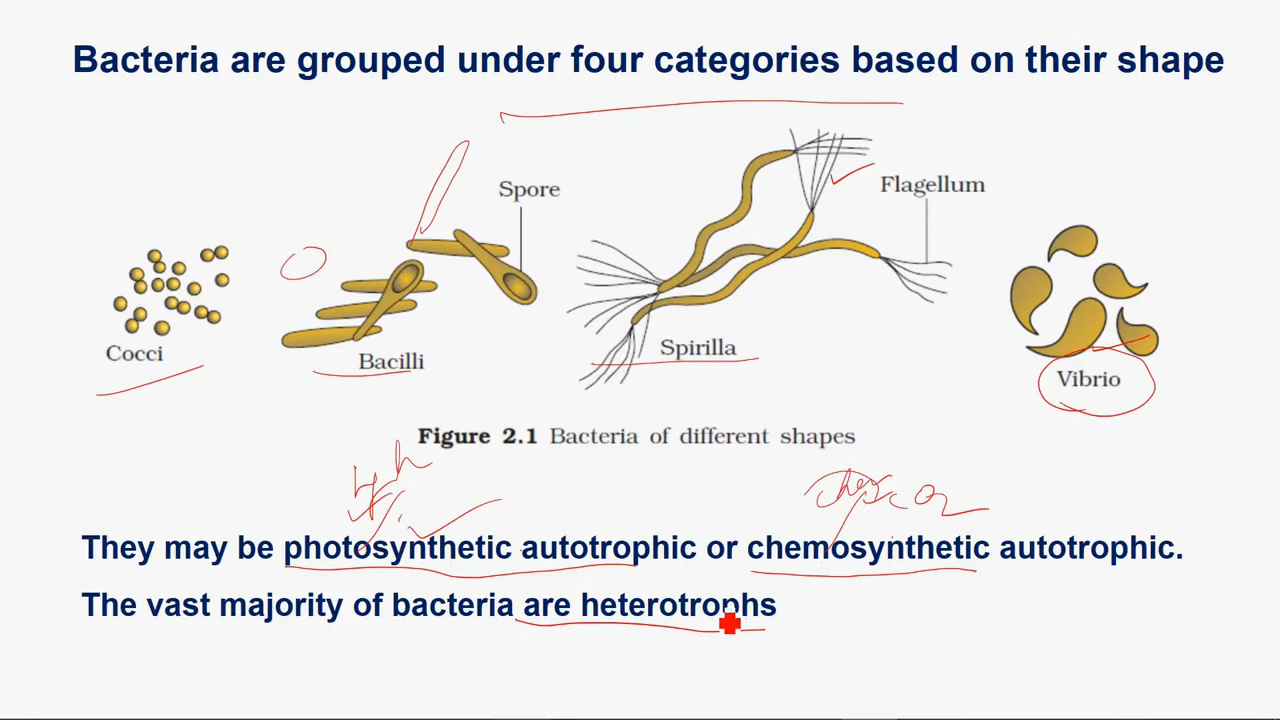 Bacteria are grouped under four categories based on their shape
Spore
Flagellum
Cocci
Bacilli
Spirilla
Vibrio
Figure 2.1 Bacteria of different shapes
They may be photosynthetic autotrophic or chemosynthetic autotrophic.
The vast majority of bacteria are heterotrophs